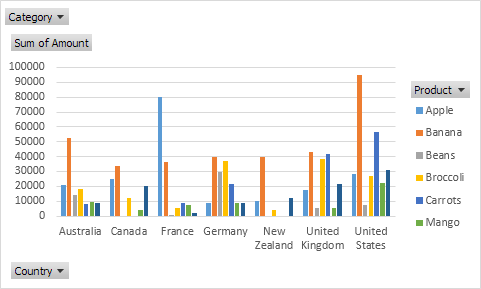 Category
Sum of Amount
100000
90000
80000
70000
60000
50000
40000
30000
20000
10000
0
Australia
Canada
France
Germany
New
Zealand
United
Kingdom
United
States
Product
Apple
Banana
Beans
Broccoli
Carrots
Mango
Country